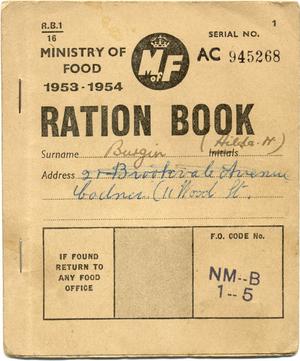 R.B.1
16
1
MINISTRY OF
FOOD
1953-1954
M OF
F
SERIAL NO.
AC 945268
RATION BOOK
Surname Burgin (Hilda. N) Initials
Address 21 Brookvale Avenue
Codnor (11 Wood St.
IF FOUND
RETURN TO
ANY FOOD
OFFICE
F.O. CODE No.
NM--B
1--5